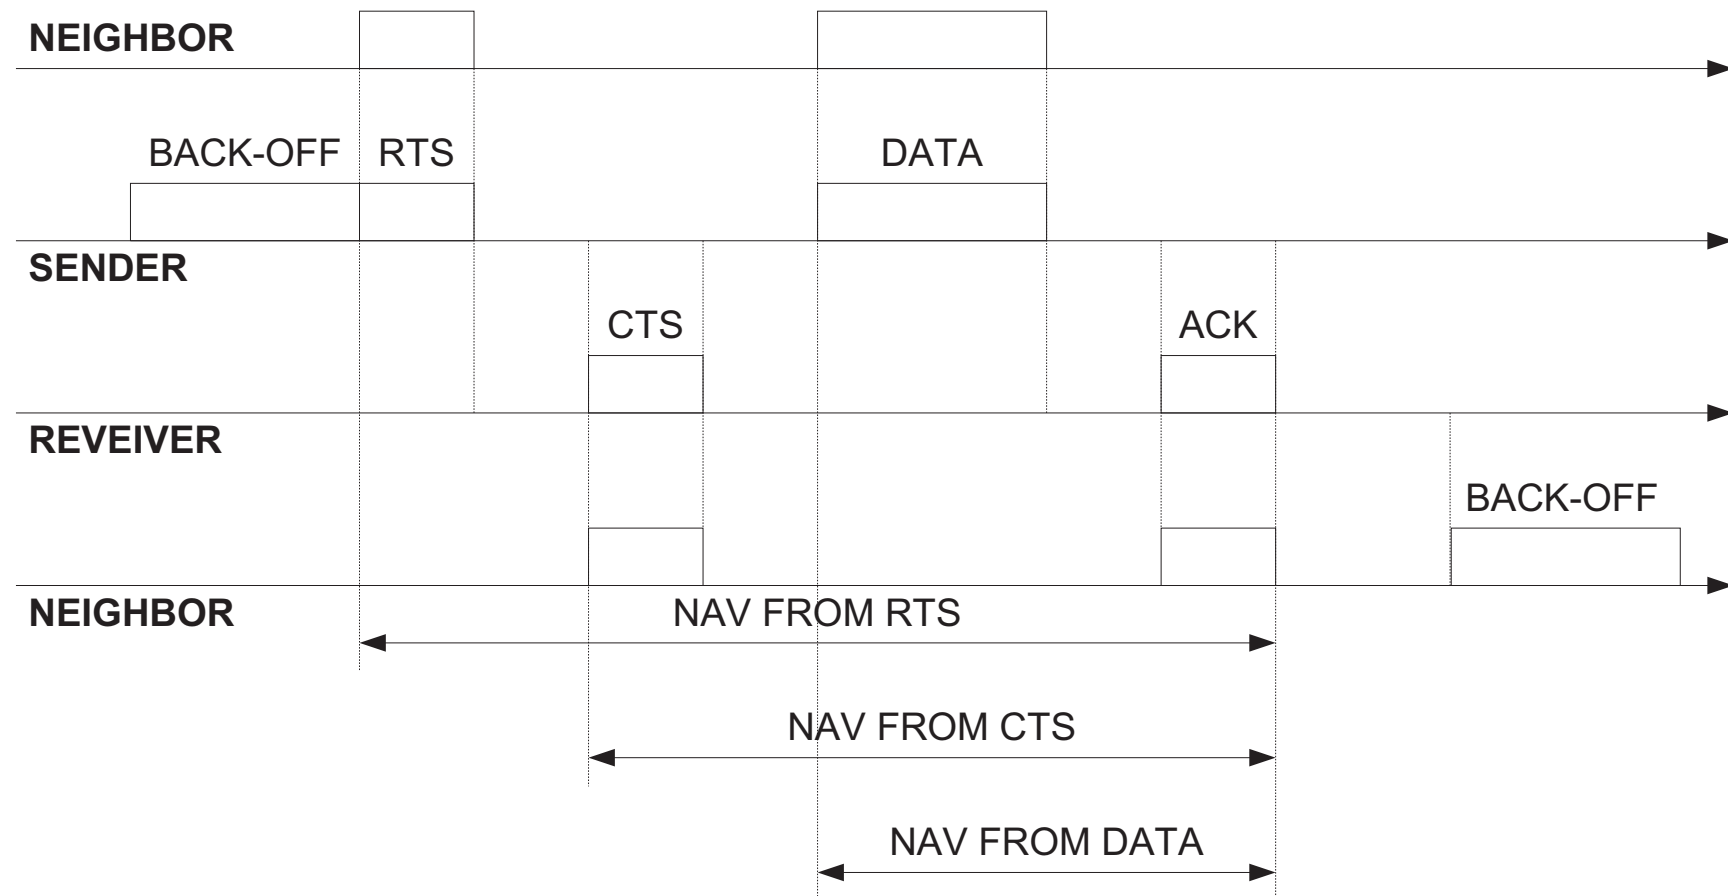 NEIGHBOR
BACK-OFF RTS DATA
SENDER
CTS ACK
REVEIVER
BACK-OFF
NEIGHBOR
NAV FROM RTS
NAV FROM CTS
NAV FROM DATA